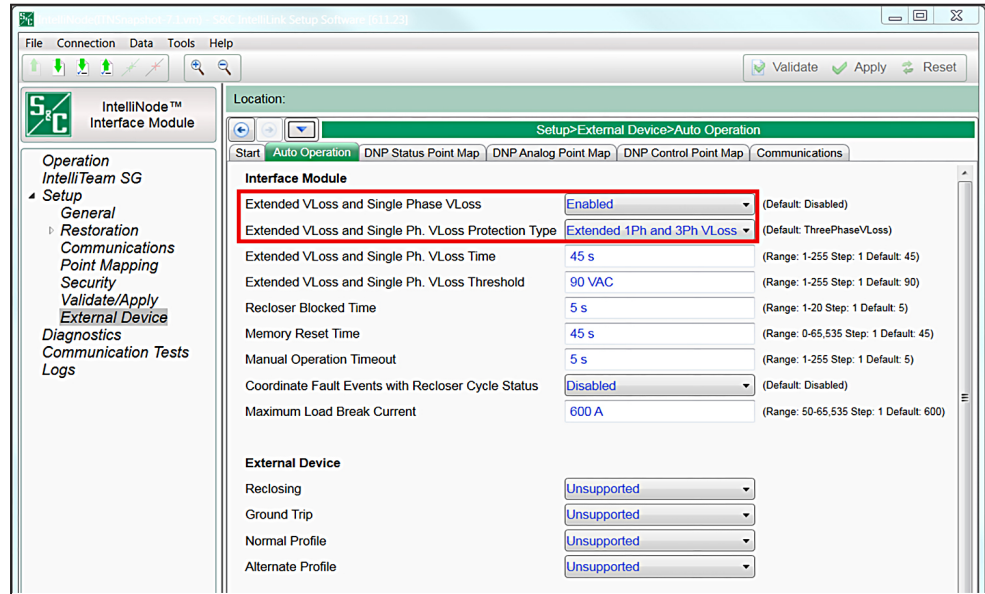 S&C IntelliLink Setup Software [611.23]
File Connection Data Tools Help
Validate Apply Reset
S&C
IntelliNode™
Interface Module
Location:
Setup>External Device>Auto Operation
Start Auto Operation DNP Status Point Map DNP Analog Point Map DNP Control Point Map Communications
Operation
IntelliTeam SG
Setup
General
Restoration
Communications
Point Mapping
Security
Validate/Apply
External Device
Diagnostics
Communication Tests
Logs
Interface Module
Extended VLoss and Single Phase VLoss Enabled (Default: Disabled)
Extended VLoss and Single Ph. VLoss Protection Type Extended 1Ph and 3Ph VLoss (Default: ThreePhaseVLoss)
Extended VLoss and Single Ph. VLoss Time 45 s (Range: 1-255 Step: 1 Default: 45)
Extended VLoss and Single Ph. VLoss Threshold 90 VAC (Range: 1-255 Step: 1 Default: 90)
Recloser Blocked Time 5 s (Range: 1-20 Step: 1 Default: 5)
Memory Reset Time 45 s (Range: 0-65,535 Step: 1 Default: 45)
Manual Operation Timeout 5 s (Range: 1-255 Step: 1 Default: 5)
Coordinate Fault Events with Recloser Cycle Status Disabled (Default: Disabled)
Maximum Load Break Current 600 A (Range: 50-65,535 Step: 1 Default: 600)
External Device
Reclosing Unsupported
Ground Trip Unsupported
Normal Profile Unsupported
Alternate Profile Unsupported